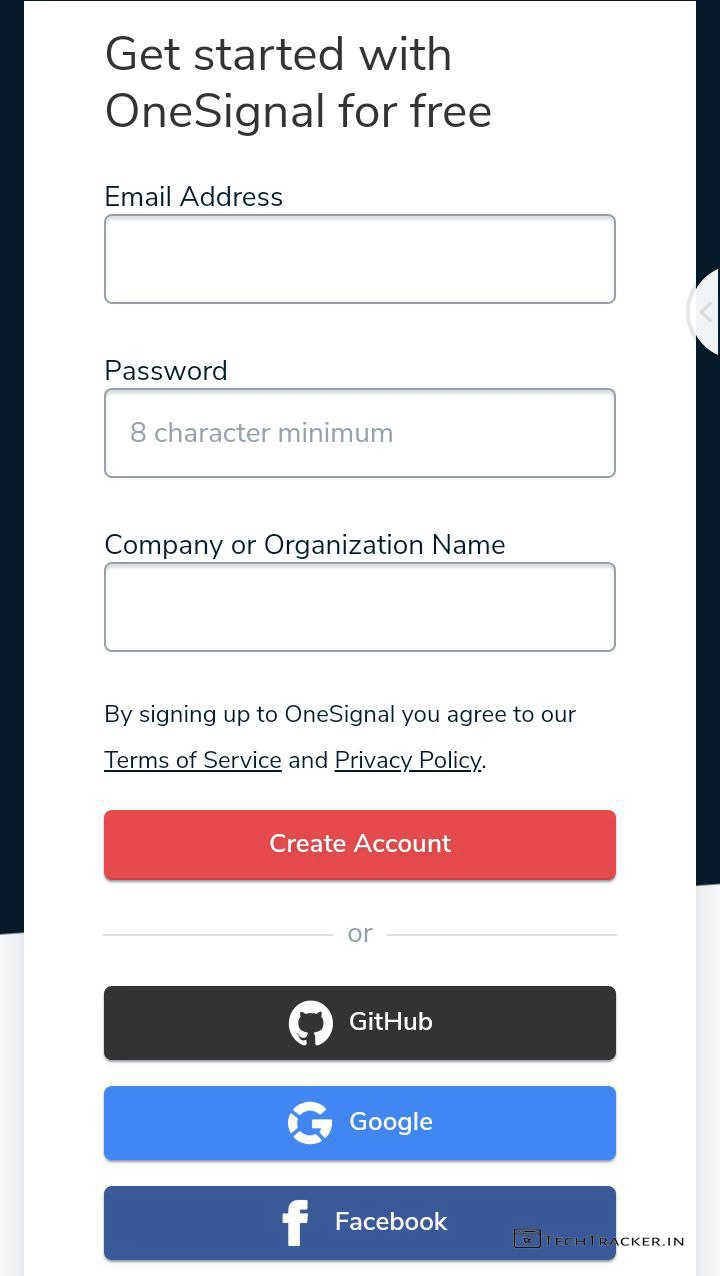 Get started with
OneSignal for free
Email Address
Password
8 character minimum
Company or Organization Name
By signing up to OneSignal you agree to our
Terms of Service and Privacy Policy.
Create Account
or
GitHub
Google
Facebook
TECHTRACKER.IN